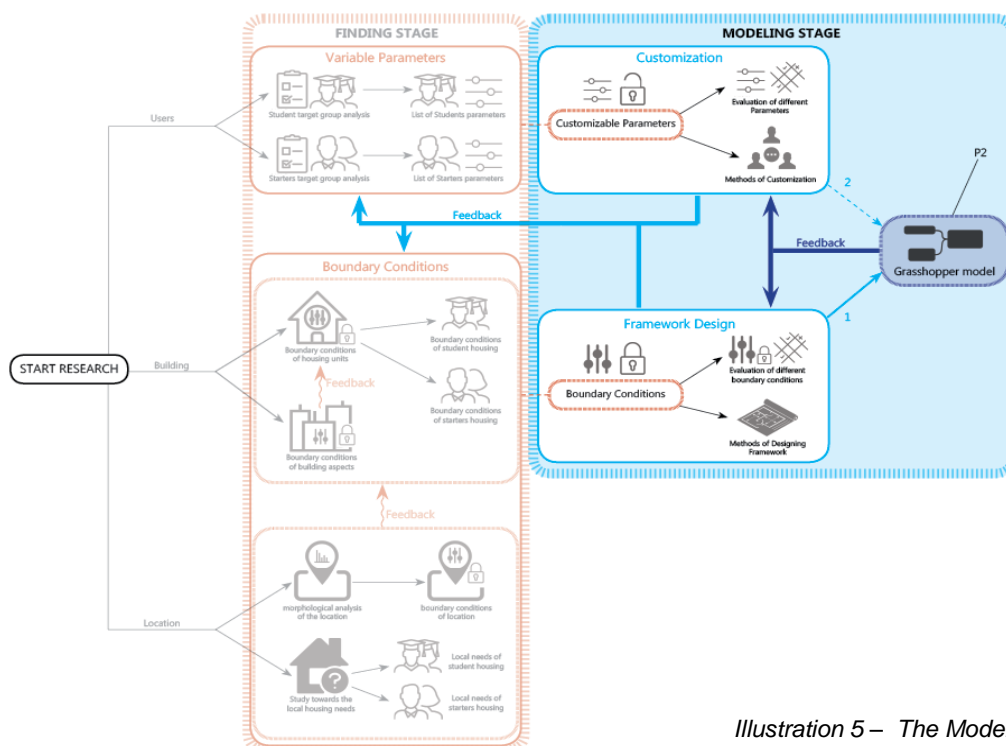 FINDING STAGE
MODELING STAGE
Variable Parameters
Student target group analysis
List of Students parameters
Starters target group analysis
List of Starters parameters
Customization
Customizable Parameters
Evaluation of different
Parameters
Methods of Customization
Users
Feedback
2
P2
Feedback
Grasshopper model
1
Boundary Conditions
Boundary conditions
of housing units
Boundary conditions
of student housing
Boundary conditions
of starters housing
Feedback
Boundary conditions
of building aspects
START RESEARCH
Building
Framework Design
Boundary Conditions
Evaluation of different
boundary conditions
Methods of Designing
Framework
Feedback
morphological analysis
of the location
boundary conditions
of location
Location
Study towards the
local housing needs
Local needs of
student housing
Local needs of
starters housing
?
Illustration 5 – The Mode